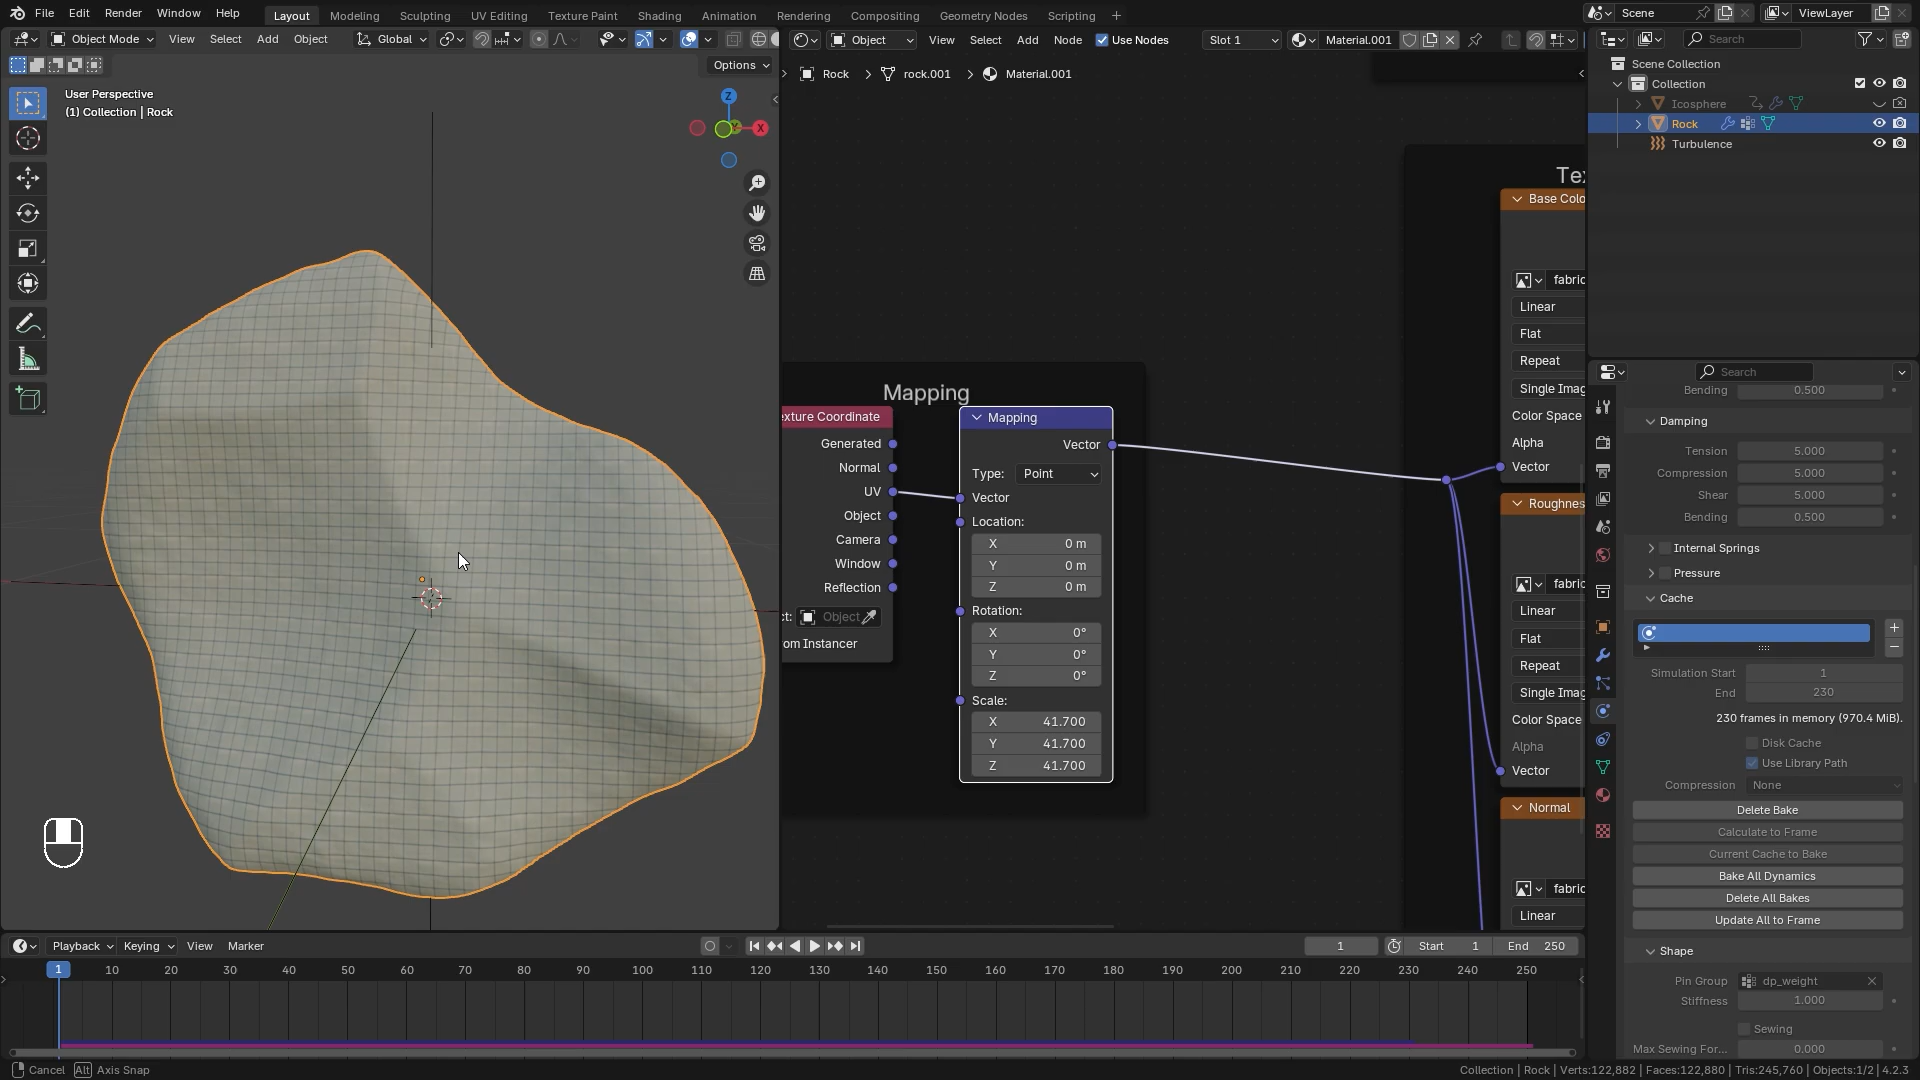 File Edit Render Window Help Layout Modeling Sculpting UV Editing Texture Paint Shading Animation Rendering Compositing Geometry Nodes Scripting + Scene ViewLayer
Object Mode View Select Add Object Global Object View Select Add Node Use Nodes Slot 1 Material.001 Search
Options
Rock > rock.001 > Material.001
User Perspective
(1) Collection | Rock
Z
X
Scene Collection
Collection
Icosphere
Rock
Turbulence
Mapping
exture Coordinate
Generated
Normal
UV
Object
Camera
Window
Reflection
ct: Object
om Instancer
Mapping
Vector
Type: Point
Vector
Location:
X 0 m
Y 0 m
Z 0 m
Rotation:
X 0°
Y 0°
Z 0°
Scale:
X 41.700
Y 41.700
Z 41.700
Tex
Base Colo
fabric
Linear
Flat
Repeat
Single Imag
Color Space
Alpha
Vector
Roughnes
fabric
Linear
Flat
Repeat
Single Imag
Color Space
Alpha
Vector
Normal
fabric
Linear
Search
Bending 0.500
Damping
Tension 5.000
Compression 5.000
Shear 5.000
Bending 0.500
Internal Springs
Pressure
Cache
Simulation Start 1
End 230
230 frames in memory (970.4 MiB).
Disk Cache
Use Library Path
Compression None
Delete Bake
Calculate to Frame
Current Cache to Bake
Bake All Dynamics
Delete All Bakes
Update All to Frame
Shape
Pin Group dp_weight
Stiffness 1.000
Sewing
Max Sewing For... 0.000
Playback Keying View Marker 1 Start 1 End 250
1 10 20 30 40 50 60 70 80 90 100 110 120 130 140 150 160 170 180 190 200 210 220 230 240 250
Cancel Alt Axis Snap Collection | Rock | Verts:122,882 | Faces:122,880 | Tris:245,760 | Objects:1/2 | 4.2.3